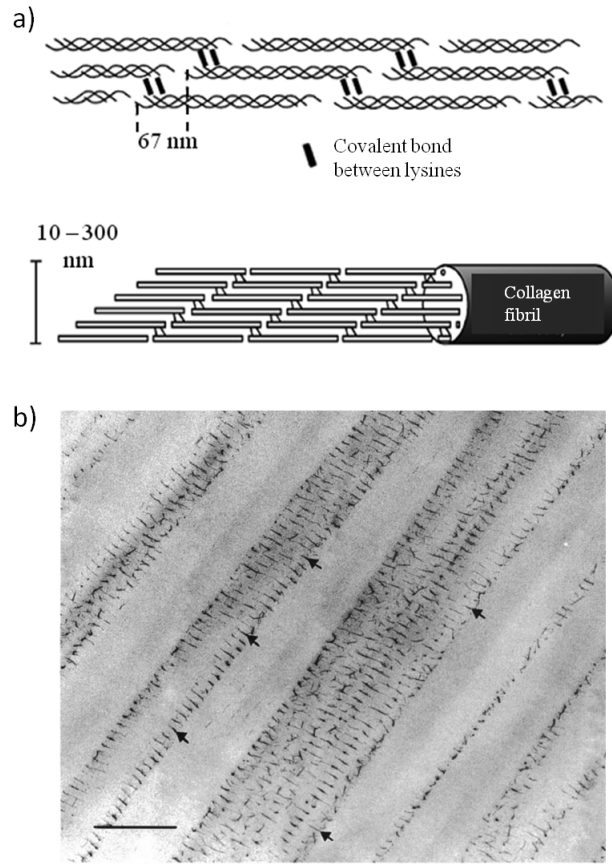 a)
67 nm
Covalent bond
between lysines
10 – 300
nm
Collagen
fibril
b)